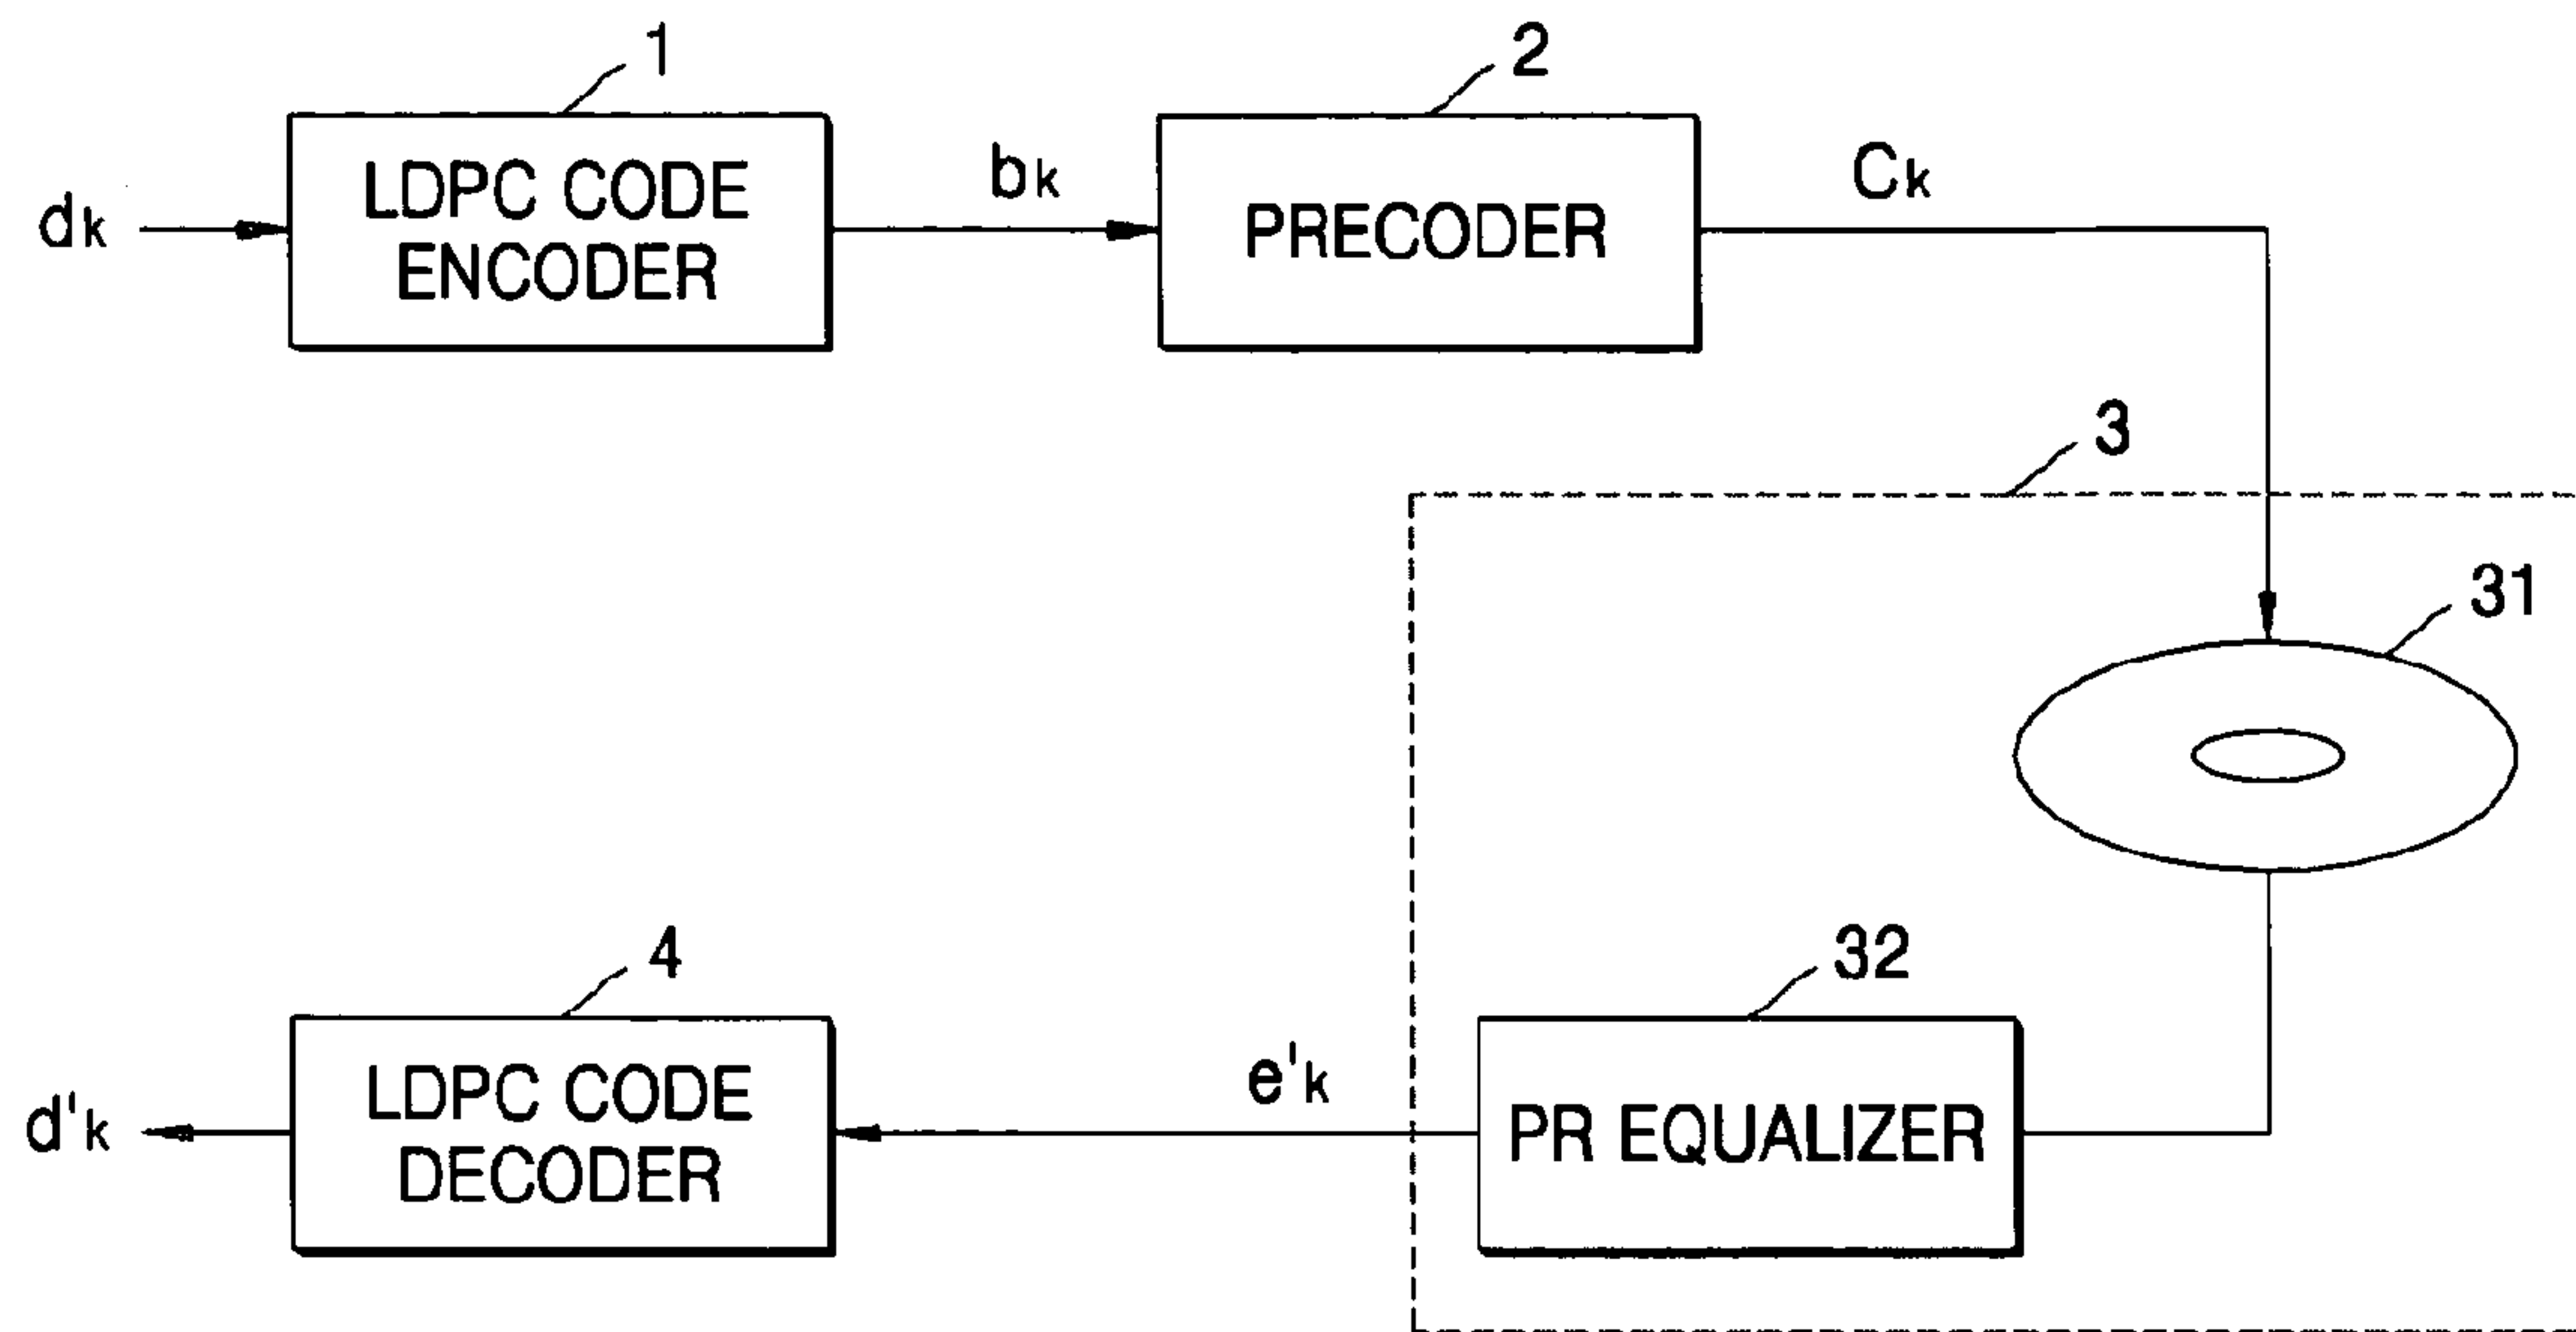 1
2
LDPC CODE
ENCODER
PRECODER
dk
bk
Ck
3
31
4
32
LDPC CODE
DECODER
PR EQUALIZER
d'k
e'k